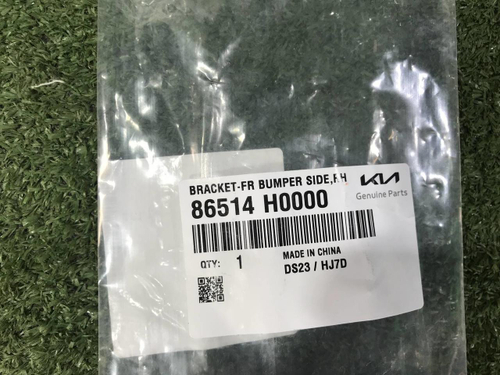 BRACKET-FR BUMPER SIDE,RH
KIA
86514 H0000
Genuine Parts
MADE IN CHINA
QTY: 1
DS23 / HJ7D